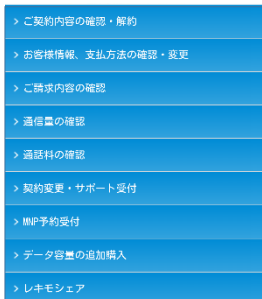 > ご契約内容の確認・解約
> お客様情報、支払方法の確認・変更
> ご請求内容の確認
> 通信量の確認
> 通話料の確認
> 契約変更・サポート受付
> MNP予約受付
> データ容量の追加購入
> レキモシェア